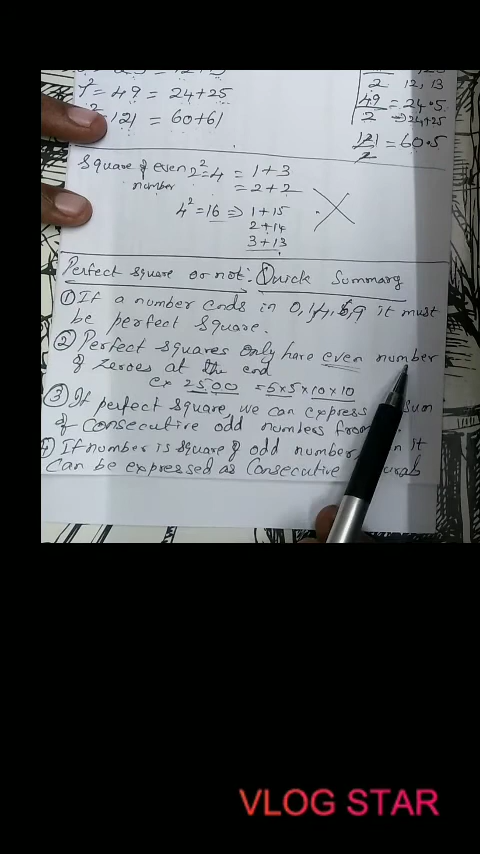 7² = 49 = 24+25
121 = 60+61
2 12, 13
49/2 = 24.5
⇒ 24+25
121/2 = 60.5
Square of even 2² = 4 = 1+3
number = 2+2
4² = 16 ⇒ 1+15
2+14
3+13
Perfect Square or not: Quick Summary
① If a number ends in 0,1,4,5,6,9 it must
be perfect square.
② Perfect squares only have even number
of zeroes at the end
ex 2500 = 5×5×10×10
③ If perfect square, we can express sum
of consecutive odd numbers from
4) If number is square of odd number, it
can be expressed as consecutive
VLOG STAR